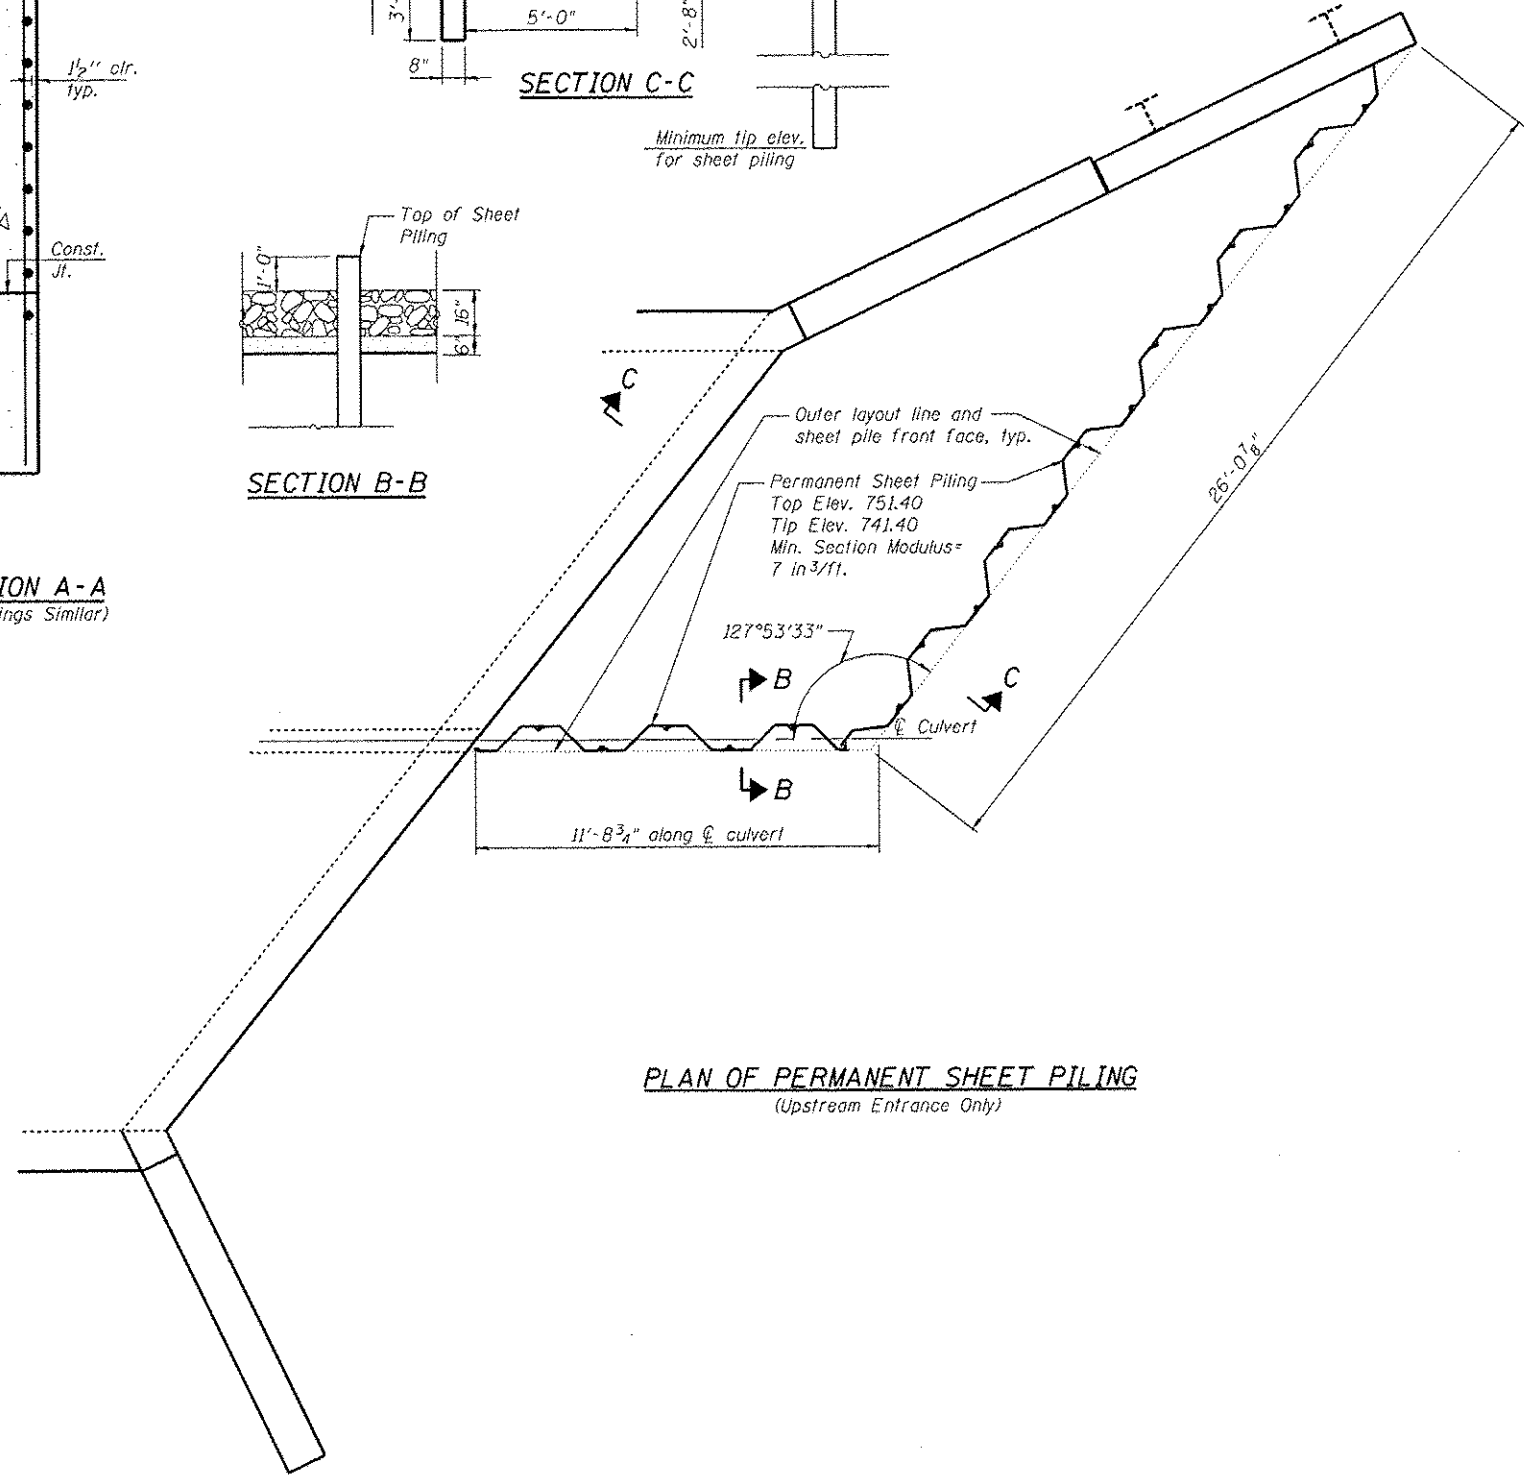 5'-0"
8"
SECTION C-C
2'-8"
1½" clr.
typ.
Minimum tip elev.
for sheet piling
Const.
Jt.
Top of Sheet
Piling
1'-0"
16"
6"
SECTION B-B
C
Outer layout line and
sheet pile front face, typ.
Permanent Sheet Piling
Top Elev. 751.40
Tip Elev. 741.40
Min. Section Modulus=
7 in³/ft.
26'-0⅞"
ION A-A
ings Similar)
127°53'33"
B
C
℄ Culvert
B
11'-8¾" along ℄ culvert
PLAN OF PERMANENT SHEET PILING
(Upstream Entrance Only)